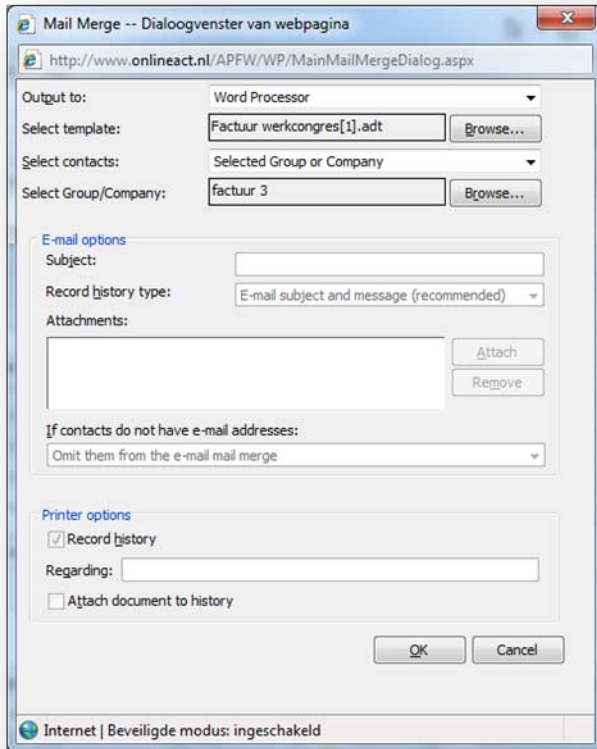 Mail Merge -- Dialoogvenster van webpagina
http://www.onlineact.nl/APFW/WP/MainMailMergeDialog.aspx
Output to: Word Processor
Select template: Factuur werkcongres[1].adt Browse...
Select contacts: Selected Group or Company
Select Group/Company: factuur 3 Browse...
E-mail options
Subject:
Record history type: E-mail subject and message (recommended)
Attachments:
Attach
Remove
If contacts do not have e-mail addresses:
Omit them from the e-mail mail merge
Printer options
Record history
Regarding:
Attach document to history
OK Cancel
Internet | Beveiligde modus: ingeschakeld